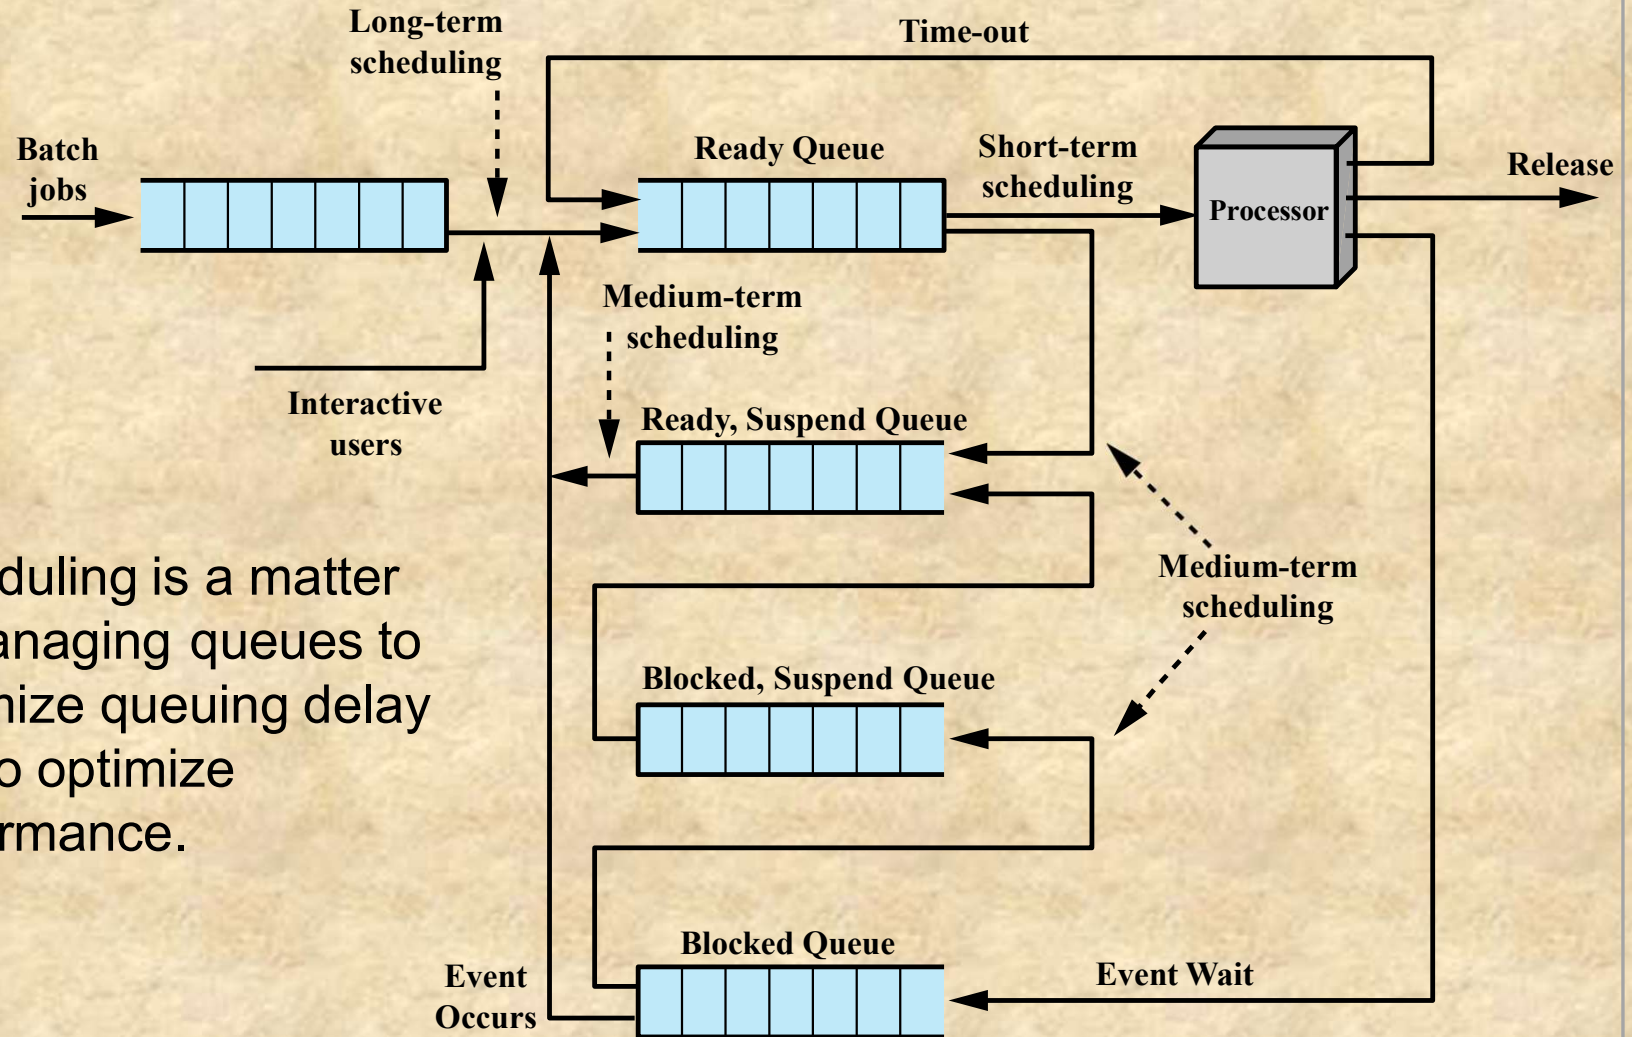 Long-term
scheduling
Time-out
Batch
jobs
Ready Queue
Short-term
scheduling
Processor
Release
Medium-term
scheduling
Interactive
users
Ready, Suspend Queue
Medium-term
scheduling
duling is a matter
anaging queues to
mize queuing delay
o optimize
rmance.
Blocked, Suspend Queue
Blocked Queue
Event
Occurs
Event Wait